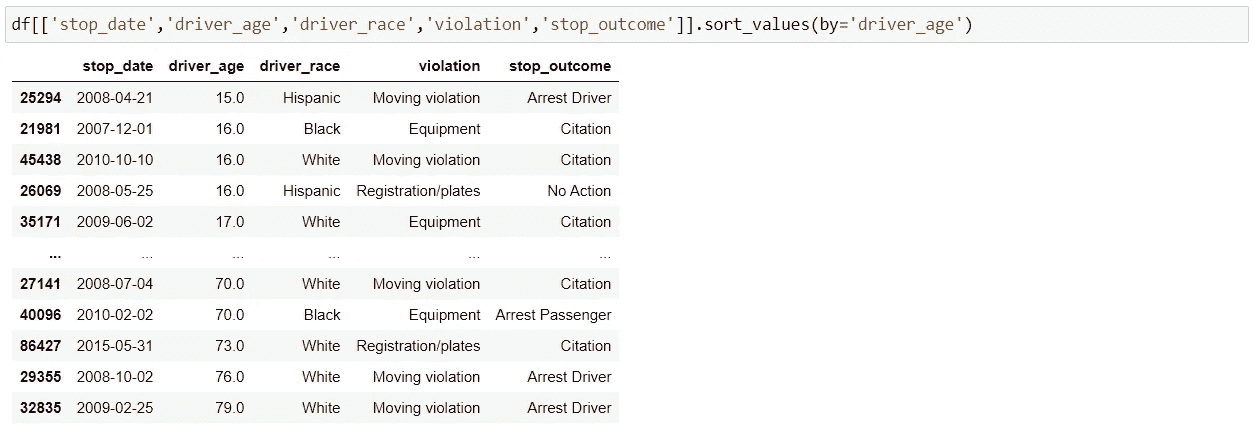 df[['stop_date','driver_age','driver_race','violation','stop_outcome']].sort_values(by='driver_age')
stop_date driver_age driver_race violation stop_outcome
25294 2008-04-21 15.0 Hispanic Moving violation Arrest Driver
21981 2007-12-01 16.0 Black Equipment Citation
45438 2010-10-10 16.0 White Moving violation Citation
26069 2008-05-25 16.0 Hispanic Registration/plates No Action
35171 2009-06-02 17.0 White Equipment Citation
... ... ... ... ... ...
27141 2008-07-04 70.0 White Moving violation Citation
40096 2010-02-02 70.0 Black Equipment Arrest Passenger
86427 2015-05-31 73.0 White Registration/plates Citation
29355 2008-10-02 76.0 White Moving violation Arrest Driver
32835 2009-02-25 79.0 White Moving violation Arrest Driver